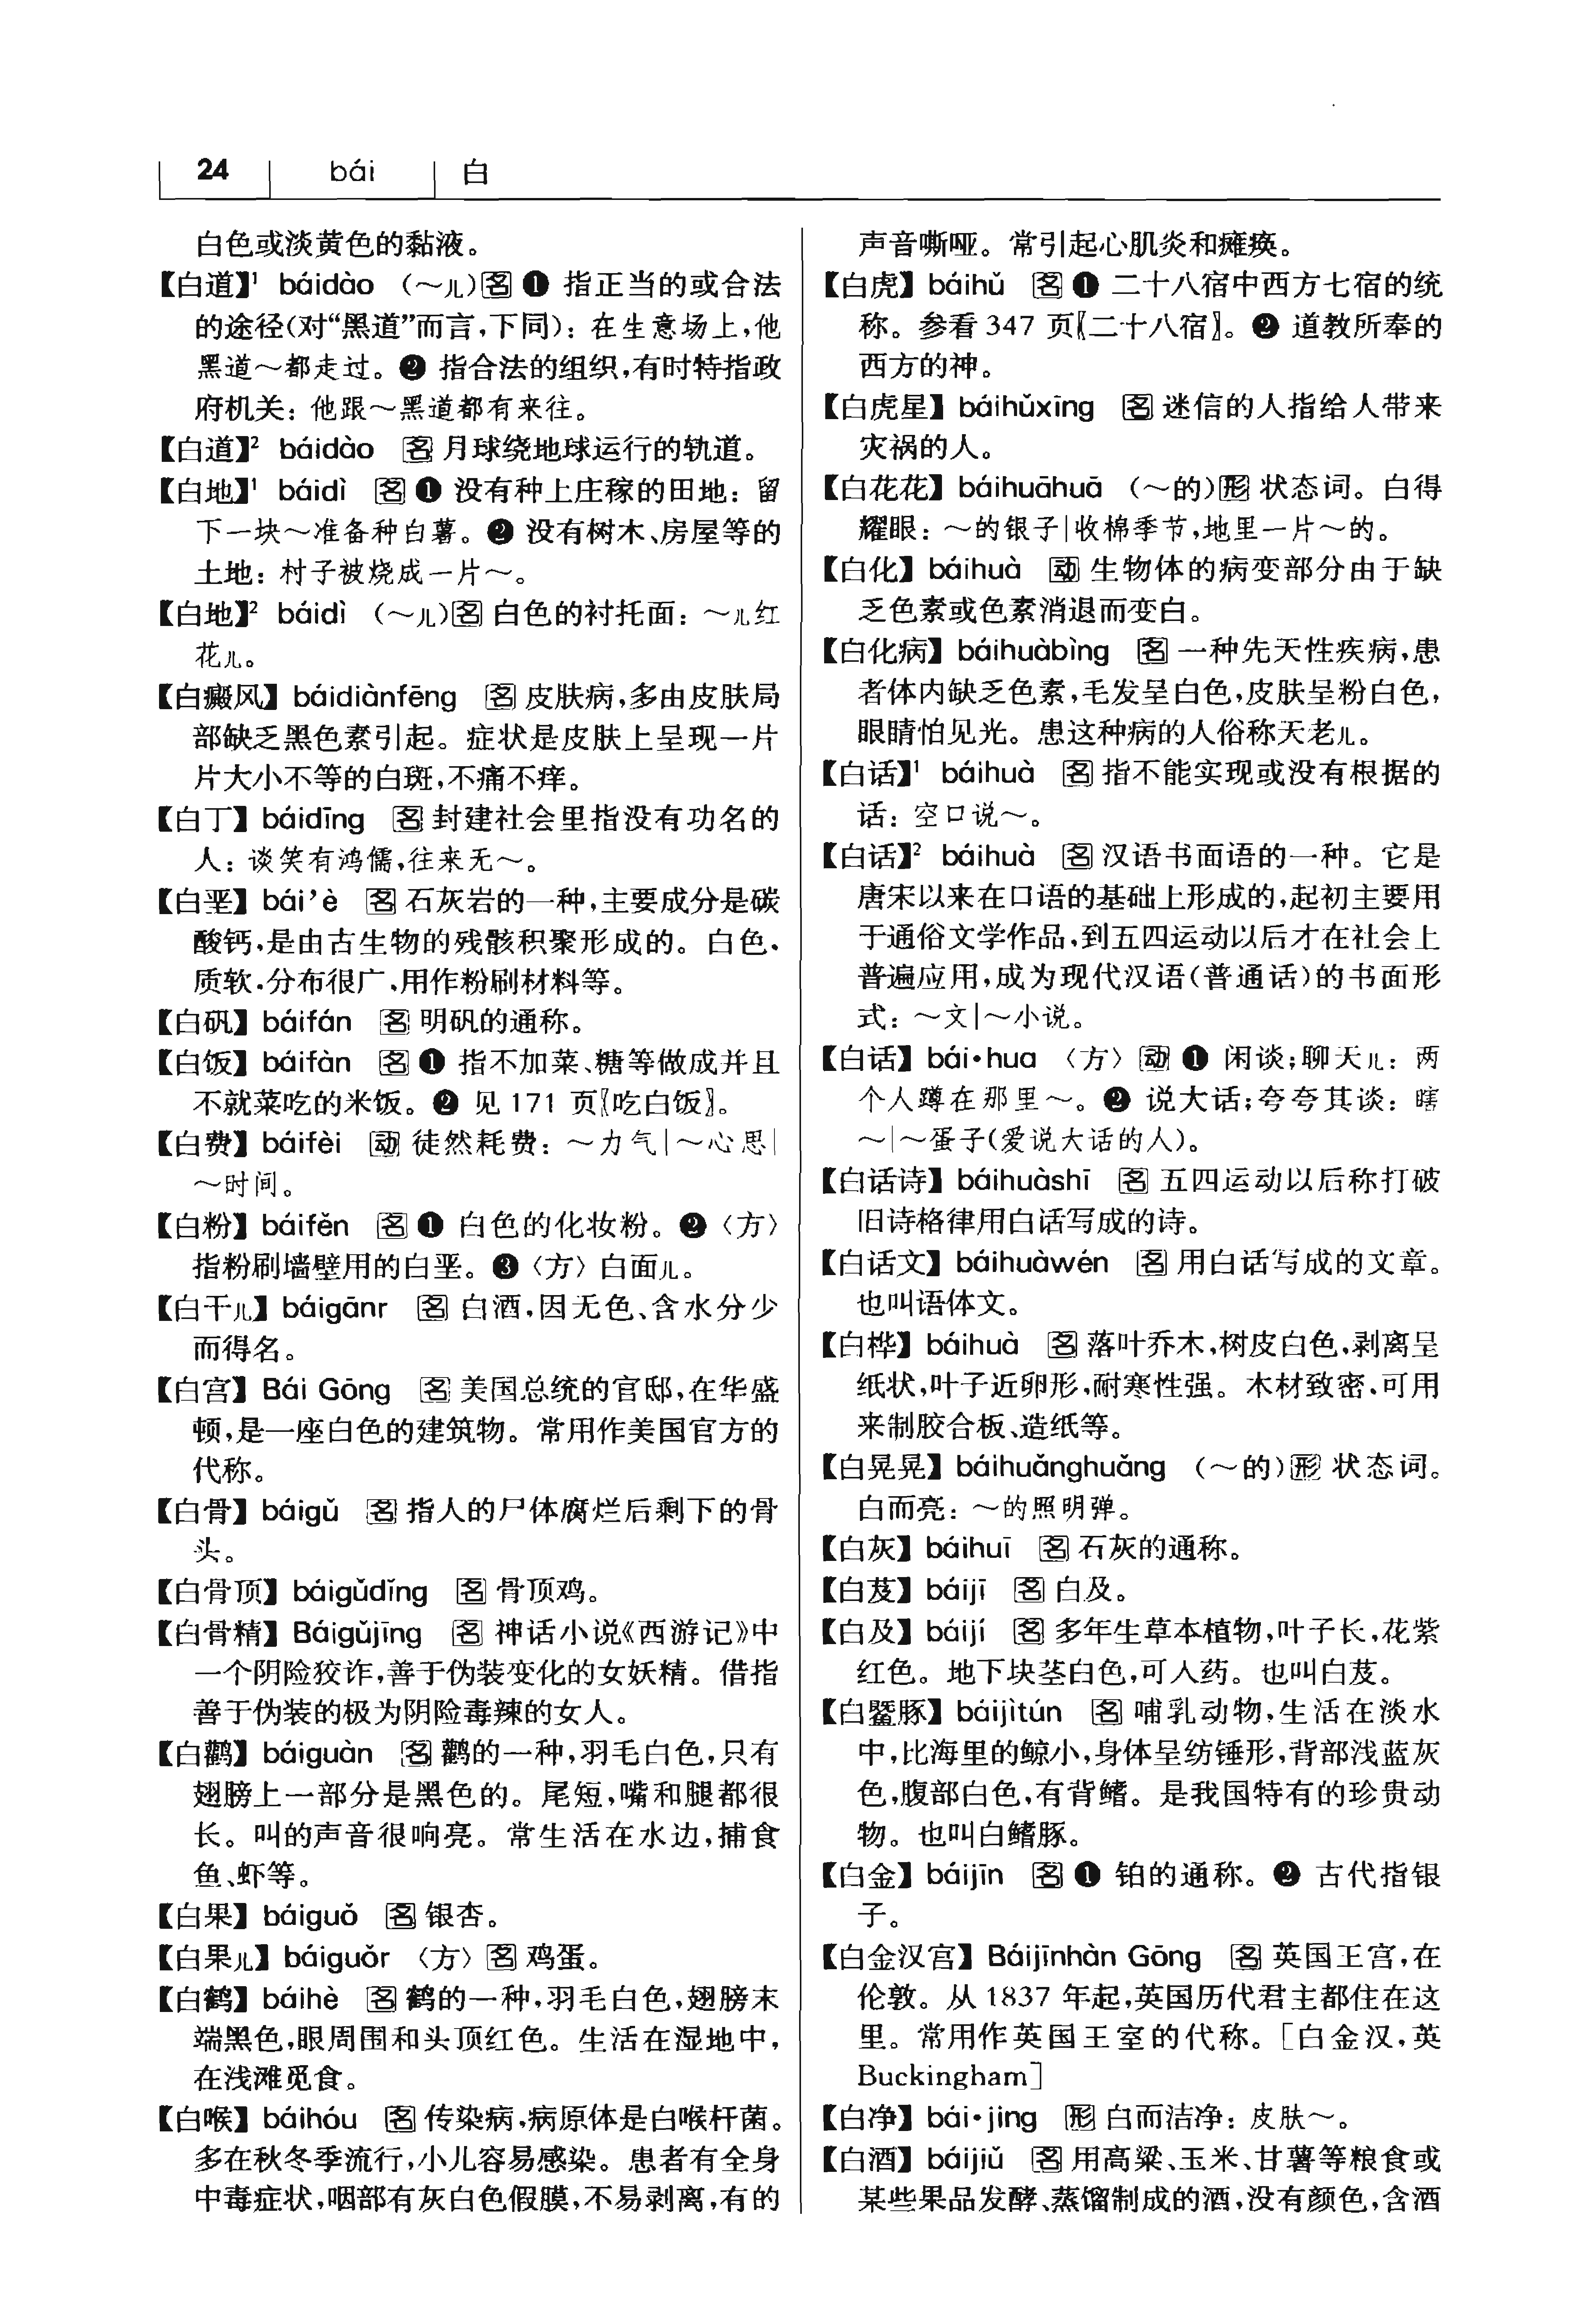 24 bái 白
白色或淡黄色的黏液。
【白道】¹ báidào （～儿）名 ❶ 指正当的或合法
的途径（对“黑道”而言，下同）：在生意场上，他
黑道～都走过。❷ 指合法的组织，有时特指政
府机关：他跟～黑道都有来往。
【白道】² báidào 名 月球绕地球运行的轨道。
【白地】¹ báidì 名 ❶ 没有种上庄稼的田地：留
下一块～准备种白薯。❷ 没有树木、房屋等的
土地：村子被烧成一片～。
【白地】² báidì （～儿）名 白色的衬托面：～儿红
花儿。
【白癜风】báidiànfēng 名 皮肤病，多由皮肤局
部缺乏黑色素引起。症状是皮肤上呈现一片
片大小不等的白斑，不痛不痒。
【白丁】báidīng 名 封建社会里指没有功名的
人：谈笑有鸿儒，往来无～。
【白垩】bái’è 名 石灰岩的一种，主要成分是碳
酸钙，是由古生物的残骸积聚形成的。白色，
质软，分布很广，用作粉刷材料等。
【白矾】báifán 名 明矾的通称。
【白饭】báifàn 名 ❶ 指不加菜、糖等做成并且
不就菜吃的米饭。❷ 见 171 页〖吃白饭〗。
【白费】báifèi 动 徒然耗费：～力气|～心思|
～时间。
【白粉】báifěn 名 ❶ 白色的化妆粉。❷〈方〉
指粉刷墙壁用的白垩。❸〈方〉白面儿。
【白干儿】báigānr 名 白酒，因无色、含水分少
而得名。
【白宫】Bái Gōng 名 美国总统的官邸，在华盛
顿，是一座白色的建筑物。常用作美国官方的
代称。
【白骨】báigǔ 名 指人的尸体腐烂后剩下的骨
头。
【白骨顶】báigǔdǐng 名 骨顶鸡。
【白骨精】Báigǔjīng 名 神话小说《西游记》中
一个阴险狡诈，善于伪装变化的女妖精。借指
善于伪装的极为阴险毒辣的女人。
【白鹳】báiguàn 名 鹳的一种，羽毛白色，只有
翅膀上一部分是黑色的。尾短，嘴和腿都很
长。叫的声音很响亮。常生活在水边，捕食
鱼、虾等。
【白果】báiguǒ 名 银杏。
【白果儿】báiguǒr 〈方〉名 鸡蛋。
【白鹤】báihè 名 鹤的一种，羽毛白色，翅膀末
端黑色，眼周围和头顶红色。生活在湿地中，
在浅滩觅食。
【白喉】báihóu 名 传染病，病原体是白喉杆菌。
多在秋冬季流行，小儿容易感染。患者有全身
中毒症状，咽部有灰白色假膜，不易剥离，有的
声音嘶哑。常引起心肌炎和瘫痪。
【白虎】báihǔ 名 ❶ 二十八宿中西方七宿的统
称。参看 347 页〖二十八宿〗。❷ 道教所奉的
西方的神。
【白虎星】báihǔxīng 名 迷信的人指给人带来
灾祸的人。
【白花花】báihuāhuā （～的）形 状态词。白得
耀眼：～的银子|收棉季节，地里一片～的。
【白化】báihuà 动 生物体的病变部分由于缺
乏色素或色素消退而变白。
【白化病】báihuàbìng 名 一种先天性疾病，患
者体内缺乏色素，毛发呈白色，皮肤呈粉白色，
眼睛怕见光。患这种病的人俗称天老儿。
【白话】¹ báihuà 名 指不能实现或没有根据的
话：空口说～。
【白话】² báihuà 名 汉语书面语的一种。它是
唐宋以来在口语的基础上形成的，起初主要用
于通俗文学作品，到五四运动以后才在社会上
普遍应用，成为现代汉语（普通话）的书面形
式：～文|～小说。
【白话】bái·hua 〈方〉动 ❶ 闲谈；聊天儿：两
个人蹲在那里～。❷ 说大话；夸夸其谈：瞎
～|～蛋子（爱说大话的人）。
【白话诗】báihuàshī 名 五四运动以后称打破
旧诗格律用白话写成的诗。
【白话文】báihuàwén 名 用白话写成的文章。
也叫语体文。
【白桦】báihuà 名 落叶乔木，树皮白色，剥离呈
纸状，叶子近卵形，耐寒性强。木材致密，可用
来制胶合板、造纸等。
【白晃晃】báihuǎnghuǎng （～的）形 状态词。
白而亮：～的照明弹。
【白灰】báihuī 名 石灰的通称。
【白芨】báijī 名 白及。
【白及】báijí 名 多年生草本植物，叶子长，花紫
红色。地下块茎白色，可入药。也叫白芨。
【白鱀豚】báijìtún 名 哺乳动物，生活在淡水
中，比海里的鲸小，身体呈纺锤形，背部浅蓝灰
色，腹部白色，有背鳍。是我国特有的珍贵动
物。也叫白鳍豚。
【白金】báijīn 名 ❶ 铂的通称。❷ 古代指银
子。
【白金汉宫】Báijīnhàn Gōng 名 英国王宫，在
伦敦。从 1837 年起，英国历代君主都住在这
里。常用作英国王室的代称。［白金汉，英
Buckingham］
【白净】bái·jing 形 白而洁净：皮肤～。
【白酒】báijiǔ 名 用高粱、玉米、甘薯等粮食或
某些果品发酵、蒸馏制成的酒，没有颜色，含酒